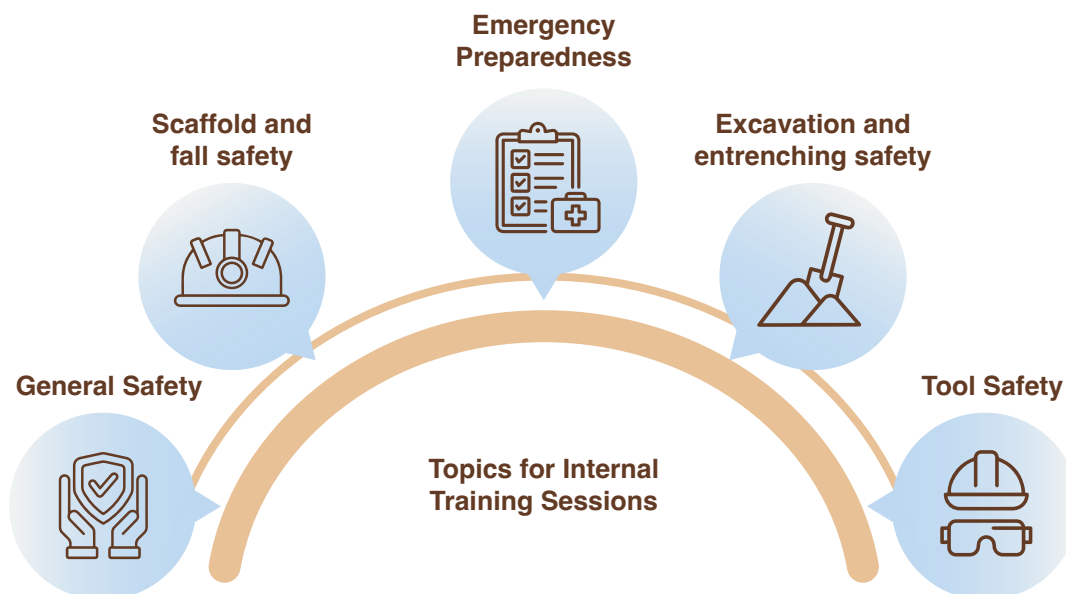 Emergency
Preparedness
Scaffold and
fall safety
Excavation and
entrenching safety
General Safety
Tool Safety
Topics for Internal
Training Sessions